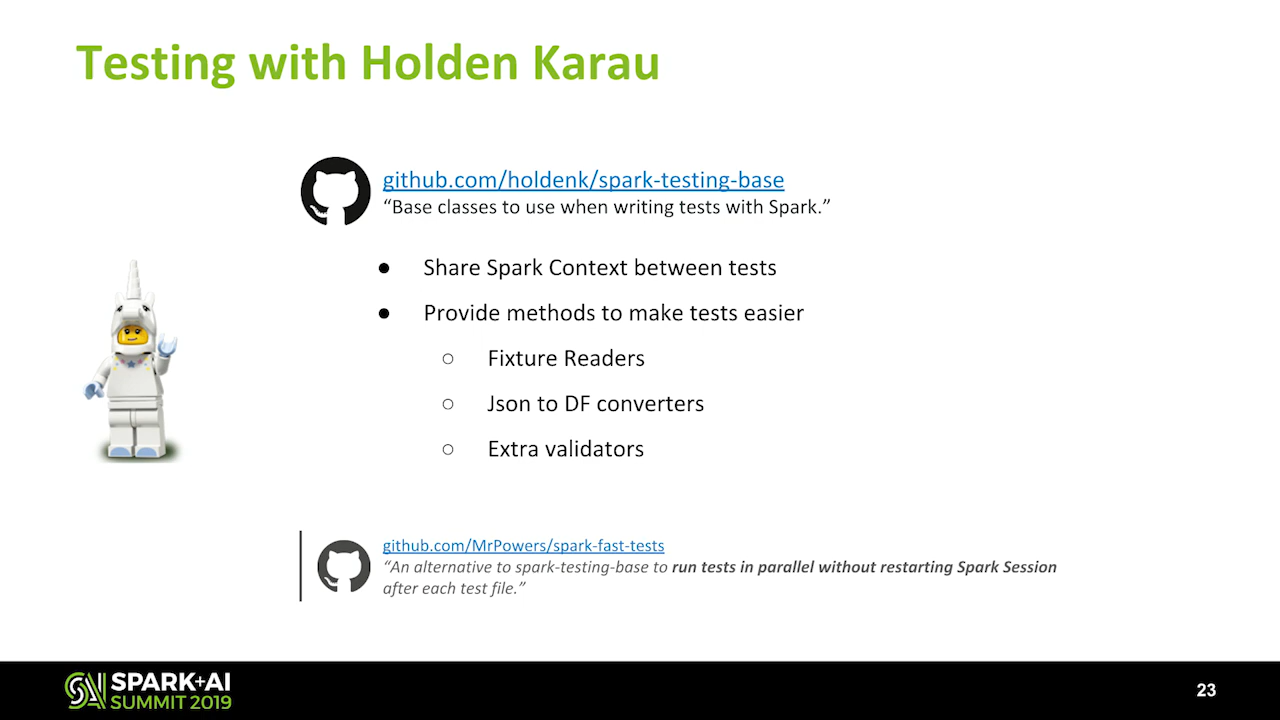 Testing with Holden Karau
github.com/holdenk/spark-testing-base
“Base classes to use when writing tests with Spark.”
● Share Spark Context between tests
● Provide methods to make tests easier
○ Fixture Readers
○ Json to DF converters
○ Extra validators
github.com/MrPowers/spark-fast-tests
“An alternative to spark-testing-base to run tests in parallel without restarting Spark Session
after each test file.”
SPARK+AI
SUMMIT 2019
23